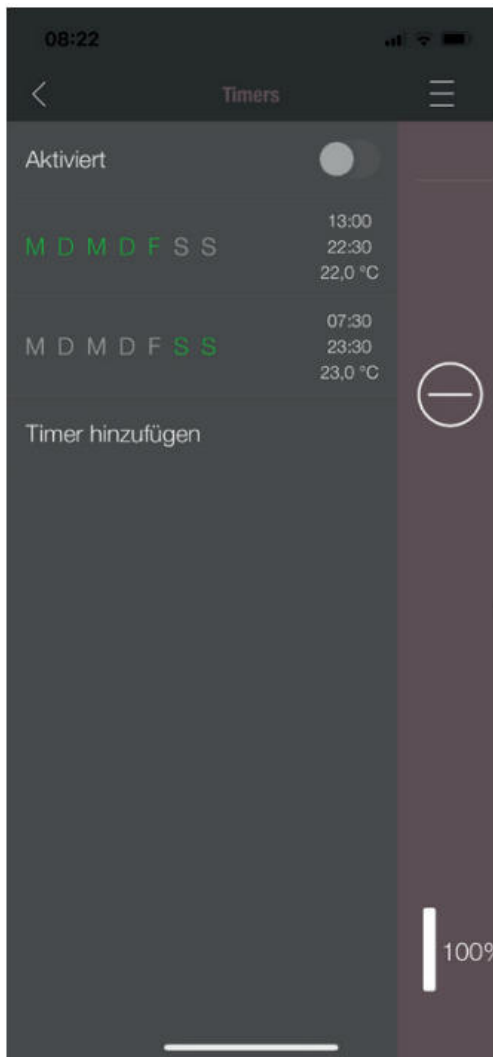 08:22
Timers
Aktiviert
M D M D F S S
13:00
22:30
22,0 °C
M D M D F S S
07:30
23:30
23,0 °C
Timer hinzufügen
100%